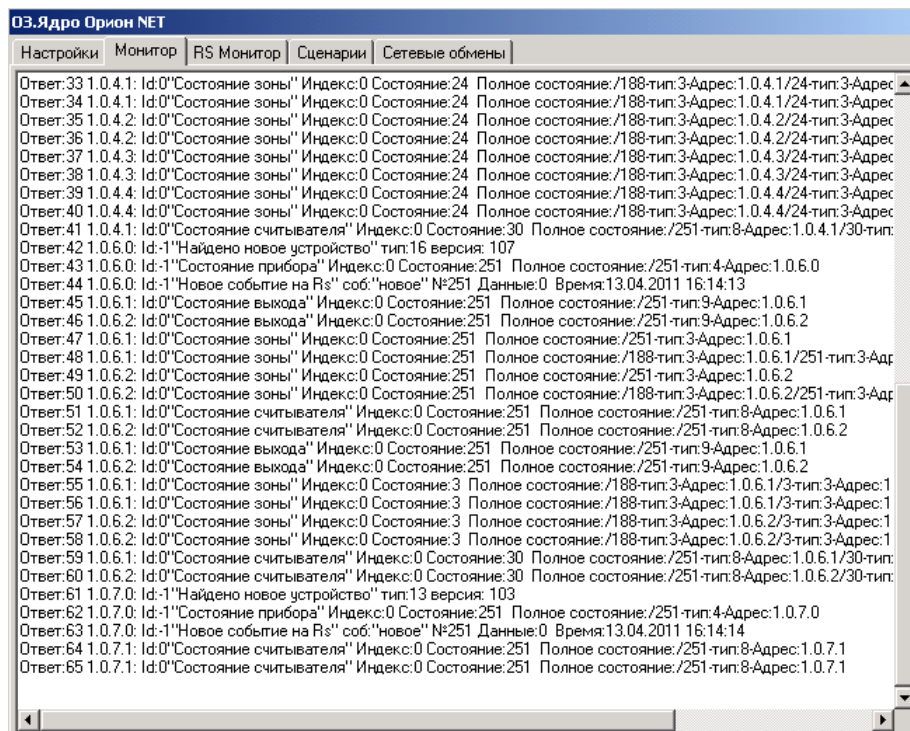 03.Ядро Орион NET
Настройки Монитор RS Монитор Сценарии Сетевые обмены
Ответ:33 1.0.4.1: Id:0"Состояние зоны" Индекс:0 Состояние:24 Полное состояние:/188-тип:3-Адрес:1.0.4.1/24-тип:3-Адрес
Ответ:34 1.0.4.1: Id:0"Состояние зоны" Индекс:0 Состояние:24 Полное состояние:/188-тип:3-Адрес:1.0.4.1/24-тип:3-Адрес
Ответ:35 1.0.4.2: Id:0"Состояние зоны" Индекс:0 Состояние:24 Полное состояние:/188-тип:3-Адрес:1.0.4.2/24-тип:3-Адрес
Ответ:36 1.0.4.2: Id:0"Состояние зоны" Индекс:0 Состояние:24 Полное состояние:/188-тип:3-Адрес:1.0.4.2/24-тип:3-Адрес
Ответ:37 1.0.4.3: Id:0"Состояние зоны" Индекс:0 Состояние:24 Полное состояние:/188-тип:3-Адрес:1.0.4.3/24-тип:3-Адрес
Ответ:38 1.0.4.3: Id:0"Состояние зоны" Индекс:0 Состояние:24 Полное состояние:/188-тип:3-Адрес:1.0.4.3/24-тип:3-Адрес
Ответ:39 1.0.4.4: Id:0"Состояние зоны" Индекс:0 Состояние:24 Полное состояние:/188-тип:3-Адрес:1.0.4.4/24-тип:3-Адрес
Ответ:40 1.0.4.4: Id:0"Состояние зоны" Индекс:0 Состояние:24 Полное состояние:/188-тип:3-Адрес:1.0.4.4/24-тип:3-Адрес
Ответ:41 1.0.4.1: Id:0"Состояние считывателя" Индекс:0 Состояние:30 Полное состояние:/251-тип:8-Адрес:1.0.4.1/30-тип:
Ответ:42 1.0.6.0: Id:-1"Найдено новое устройство" тип:16 версия: 107
Ответ:43 1.0.6.0: Id:-1"Состояние прибора" Индекс:0 Состояние:251 Полное состояние:/251-тип:4-Адрес:1.0.6.0
Ответ:44 1.0.6.0: Id:-1"Новое событие на Rs" соб:"новое" №251 Данные:0 Время:13.04.2011 16:14:13
Ответ:45 1.0.6.1: Id:0"Состояние выхода" Индекс:0 Состояние:251 Полное состояние:/251-тип:9-Адрес:1.0.6.1
Ответ:46 1.0.6.2: Id:0"Состояние выхода" Индекс:0 Состояние:251 Полное состояние:/251-тип:9-Адрес:1.0.6.2
Ответ:47 1.0.6.1: Id:0"Состояние зоны" Индекс:0 Состояние:251 Полное состояние:/251-тип:3-Адрес:1.0.6.1
Ответ:48 1.0.6.1: Id:0"Состояние зоны" Индекс:0 Состояние:251 Полное состояние:/188-тип:3-Адрес:1.0.6.1/251-тип:3-Адр
Ответ:49 1.0.6.2: Id:0"Состояние зоны" Индекс:0 Состояние:251 Полное состояние:/251-тип:3-Адрес:1.0.6.2
Ответ:50 1.0.6.2: Id:0"Состояние зоны" Индекс:0 Состояние:251 Полное состояние:/188-тип:3-Адрес:1.0.6.2/251-тип:3-Адр
Ответ:51 1.0.6.1: Id:0"Состояние считывателя" Индекс:0 Состояние:251 Полное состояние:/251-тип:8-Адрес:1.0.6.1
Ответ:52 1.0.6.2: Id:0"Состояние считывателя" Индекс:0 Состояние:251 Полное состояние:/251-тип:8-Адрес:1.0.6.2
Ответ:53 1.0.6.1: Id:0"Состояние выхода" Индекс:0 Состояние:251 Полное состояние:/251-тип:9-Адрес:1.0.6.1
Ответ:54 1.0.6.2: Id:0"Состояние выхода" Индекс:0 Состояние:251 Полное состояние:/251-тип:9-Адрес:1.0.6.2
Ответ:55 1.0.6.1: Id:0"Состояние зоны" Индекс:0 Состояние:3 Полное состояние:/188-тип:3-Адрес:1.0.6.1/3-тип:3-Адрес:1
Ответ:56 1.0.6.1: Id:0"Состояние зоны" Индекс:0 Состояние:3 Полное состояние:/188-тип:3-Адрес:1.0.6.1/3-тип:3-Адрес:1
Ответ:57 1.0.6.2: Id:0"Состояние зоны" Индекс:0 Состояние:3 Полное состояние:/188-тип:3-Адрес:1.0.6.2/3-тип:3-Адрес:1
Ответ:58 1.0.6.2: Id:0"Состояние зоны" Индекс:0 Состояние:3 Полное состояние:/188-тип:3-Адрес:1.0.6.2/3-тип:3-Адрес:1
Ответ:59 1.0.6.1: Id:0"Состояние считывателя" Индекс:0 Состояние:30 Полное состояние:/251-тип:8-Адрес:1.0.6.1/30-тип:
Ответ:60 1.0.6.2: Id:0"Состояние считывателя" Индекс:0 Состояние:30 Полное состояние:/251-тип:8-Адрес:1.0.6.2/30-тип:
Ответ:61 1.0.7.0: Id:-1"Найдено новое устройство" тип:13 версия: 103
Ответ:62 1.0.7.0: Id:-1"Состояние прибора" Индекс:0 Состояние:251 Полное состояние:/251-тип:4-Адрес:1.0.7.0
Ответ:63 1.0.7.0: Id:-1"Новое событие на Rs" соб:"новое" №251 Данные:0 Время:13.04.2011 16:14:14
Ответ:64 1.0.7.1: Id:0"Состояние считывателя" Индекс:0 Состояние:251 Полное состояние:/251-тип:8-Адрес:1.0.7.1
Ответ:65 1.0.7.1: Id:0"Состояние считывателя" Индекс:0 Состояние:251 Полное состояние:/251-тип:8-Адрес:1.0.7.1